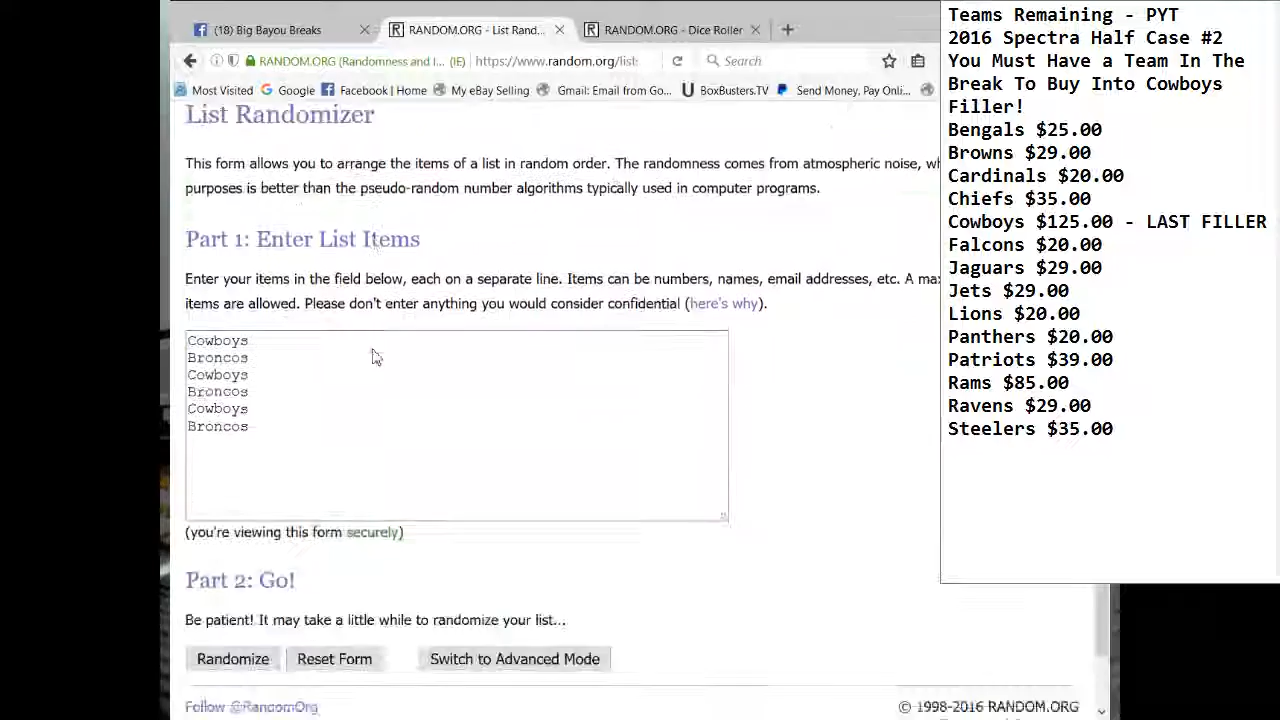 (18) Big Bayou Breaks
RANDOM.ORG - List Rand...
RANDOM.ORG - Dice Roller
RANDOM.ORG (Randomness and I... (IE)
https://www.random.org/list:
Search
Most Visited
Google
Facebook | Home
My eBay Selling
Gmail: Email from Go...
BoxBusters.TV
Send Money, Pay Onli...
List Randomizer
This form allows you to arrange the items of a list in random order. The randomness comes from atmospheric noise, wh
purposes is better than the pseudo-random number algorithms typically used in computer programs.
Part 1: Enter List Items
Enter your items in the field below, each on a separate line. Items can be numbers, names, email addresses, etc. A max
items are allowed. Please don't enter anything you would consider confidential (here's why).
Cowboys
Broncos
Cowboys
Broncos
Cowboys
Broncos
(you're viewing this form securely)
Part 2: Go!
Be patient! It may take a little while to randomize your list...
Randomize
Reset Form
Switch to Advanced Mode
Follow @RandomOrg
© 1998-2016 RANDOM.ORG
Teams Remaining - PYT
2016 Spectra Half Case #2
You Must Have a Team In The
Break To Buy Into Cowboys
Filler!
Bengals $25.00
Browns $29.00
Cardinals $20.00
Chiefs $35.00
Cowboys $125.00 - LAST FILLER
Falcons $20.00
Jaguars $29.00
Jets $29.00
Lions $20.00
Panthers $20.00
Patriots $39.00
Rams $85.00
Ravens $29.00
Steelers $35.00